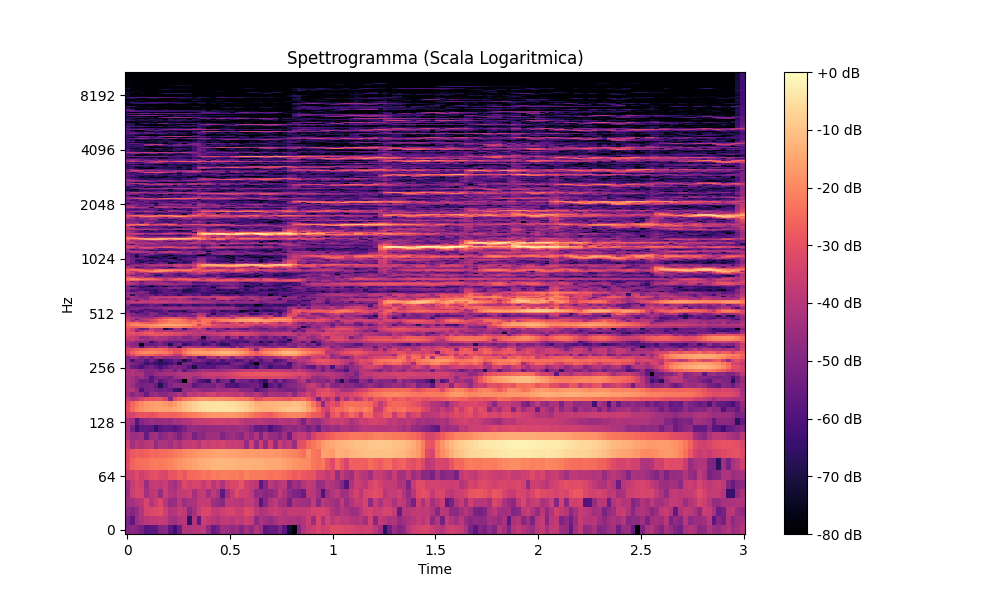 Spettrogramma (Scala Logaritmica)
Hz
8192
4096
2048
1024
512
256
128
64
0
0 0.5 1 1.5 2 2.5 3
Time
+0 dB
-10 dB
-20 dB
-30 dB
-40 dB
-50 dB
-60 dB
-70 dB
-80 dB